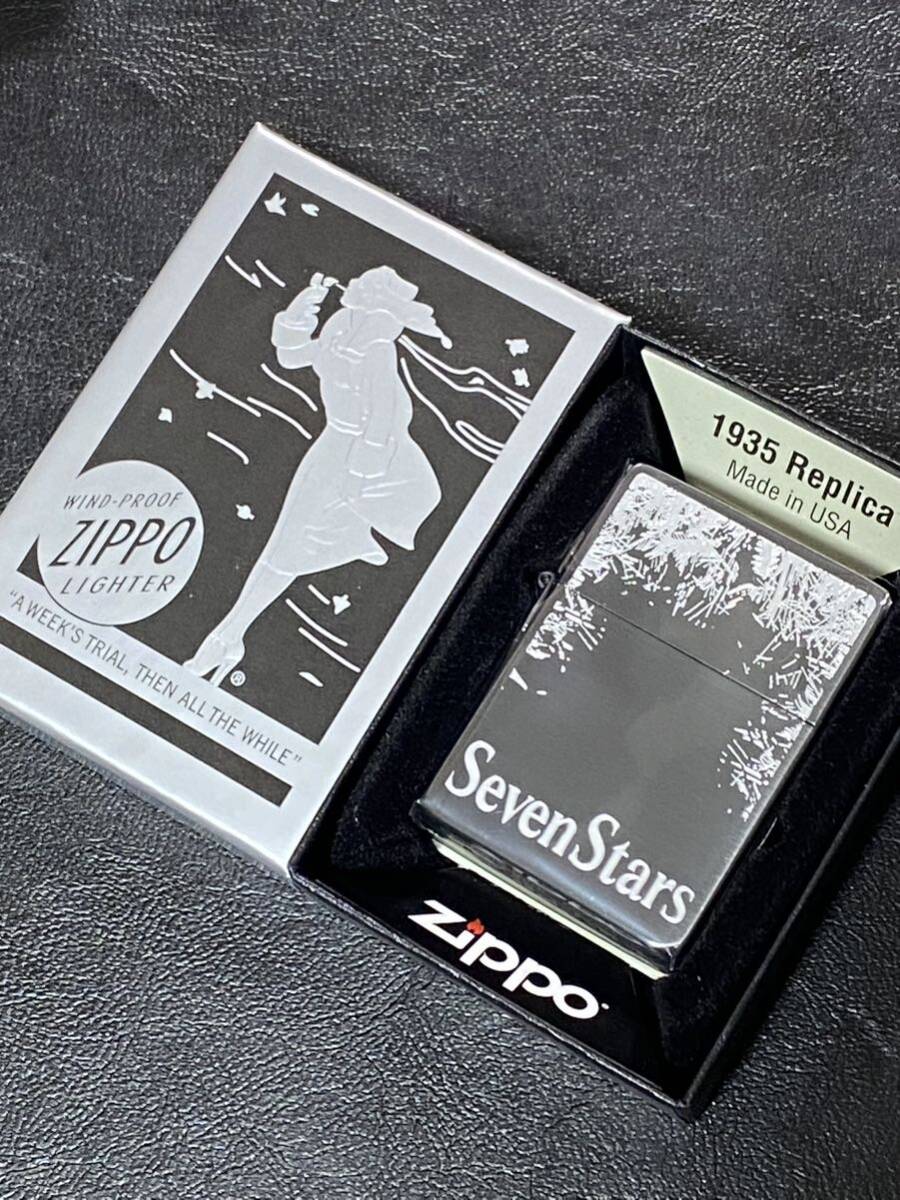 WIND-PROOF
ZIPPO
LIGHTER
"A WEEK'S TRIAL, THEN ALL THE WHILE"
®
1935 Replica
Made in USA
SevenStars
Zippo